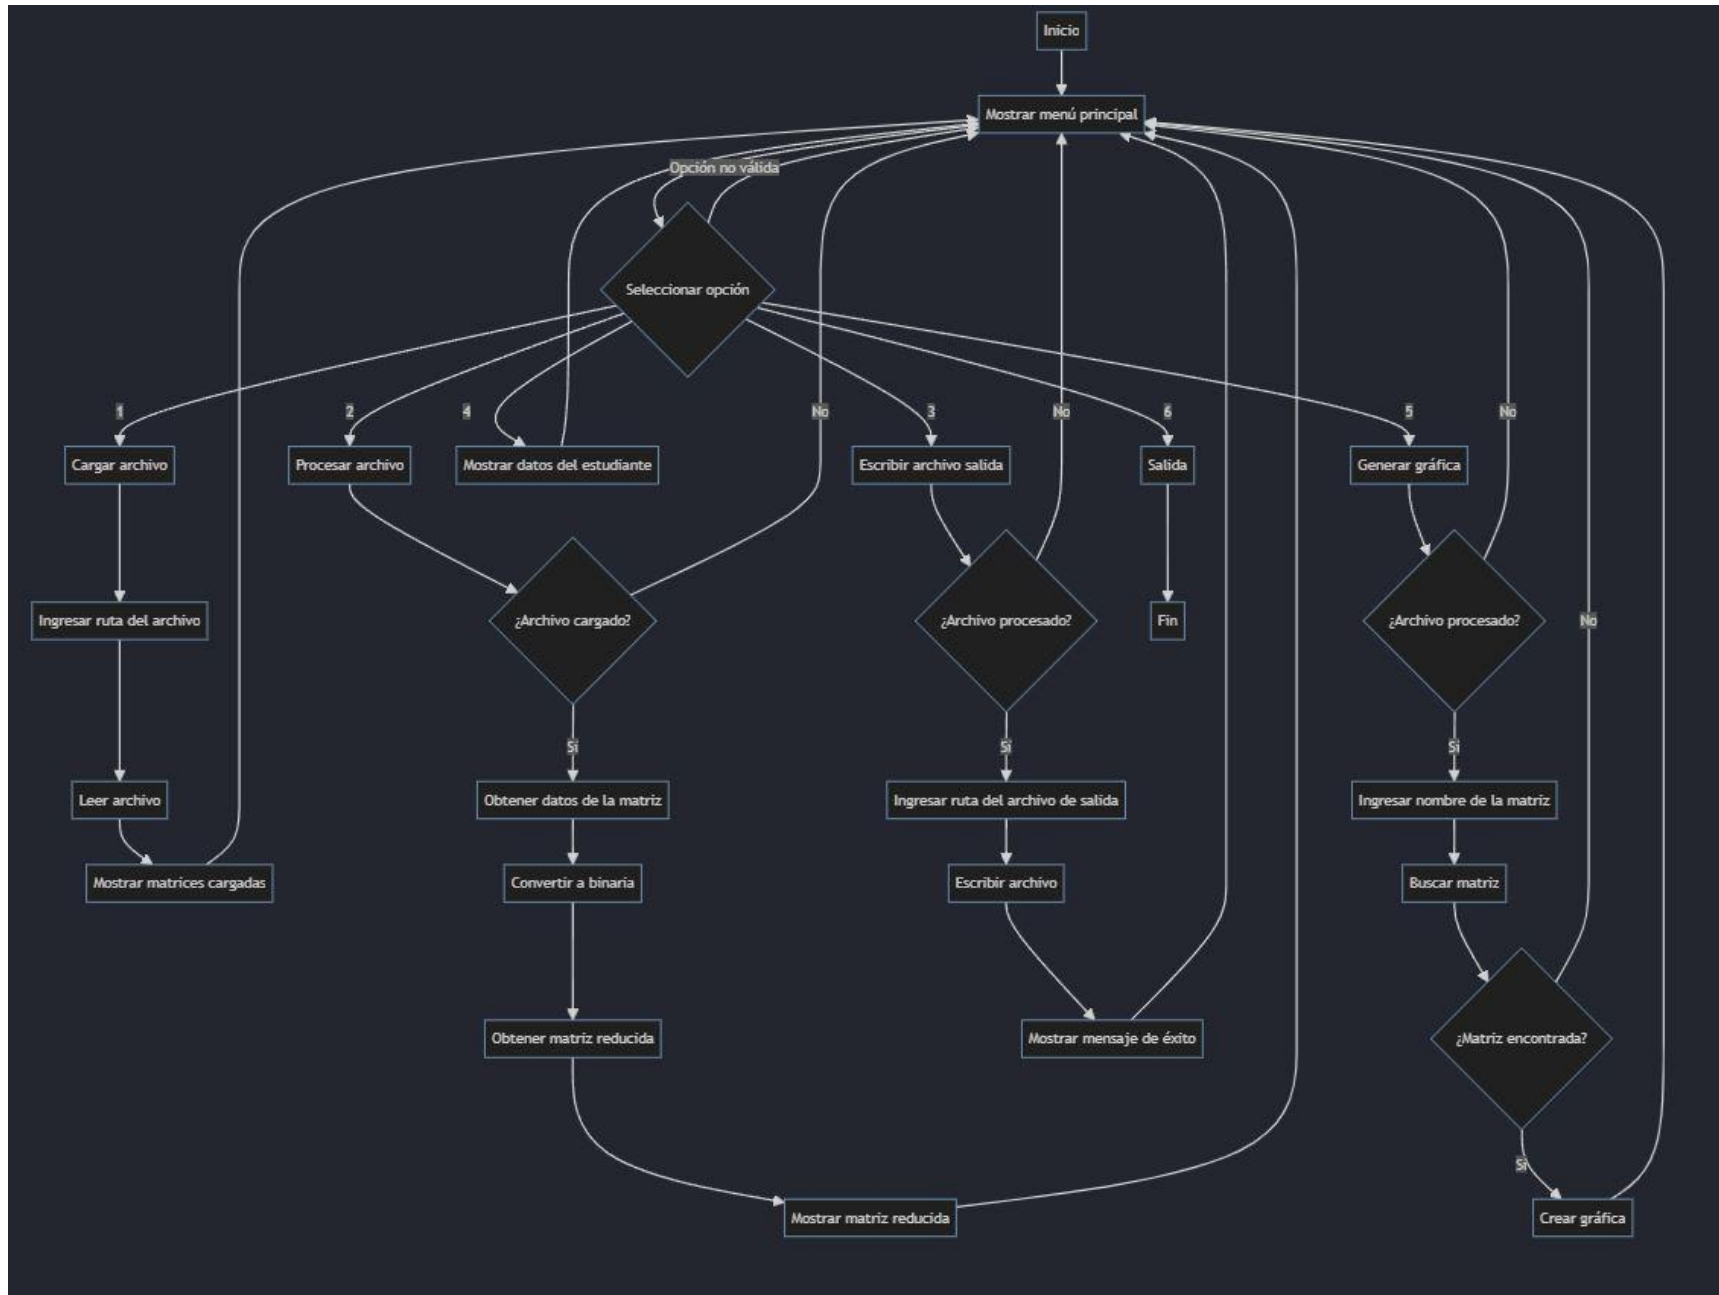 Inicio
Mostrar menú principal
Opción no válida
Seleccionar opción
1
2
4
No
3
No
6
5
No
Cargar archivo
Procesar archivo
Mostrar datos del estudiante
Escribir archivo salida
Salida
Generar gráfica
Ingresar ruta del archivo
¿Archivo cargado?
¿Archivo procesado?
Fin
¿Archivo procesado?
No
Sí
Sí
Sí
Leer archivo
Obtener datos de la matriz
Ingresar ruta del archivo de salida
Ingresar nombre de la matriz
Mostrar matrices cargadas
Convertir a binaria
Escribir archivo
Buscar matriz
Obtener matriz reducida
Mostrar mensaje de éxito
¿Matriz encontrada?
Sí
Mostrar matriz reducida
Crear gráfica